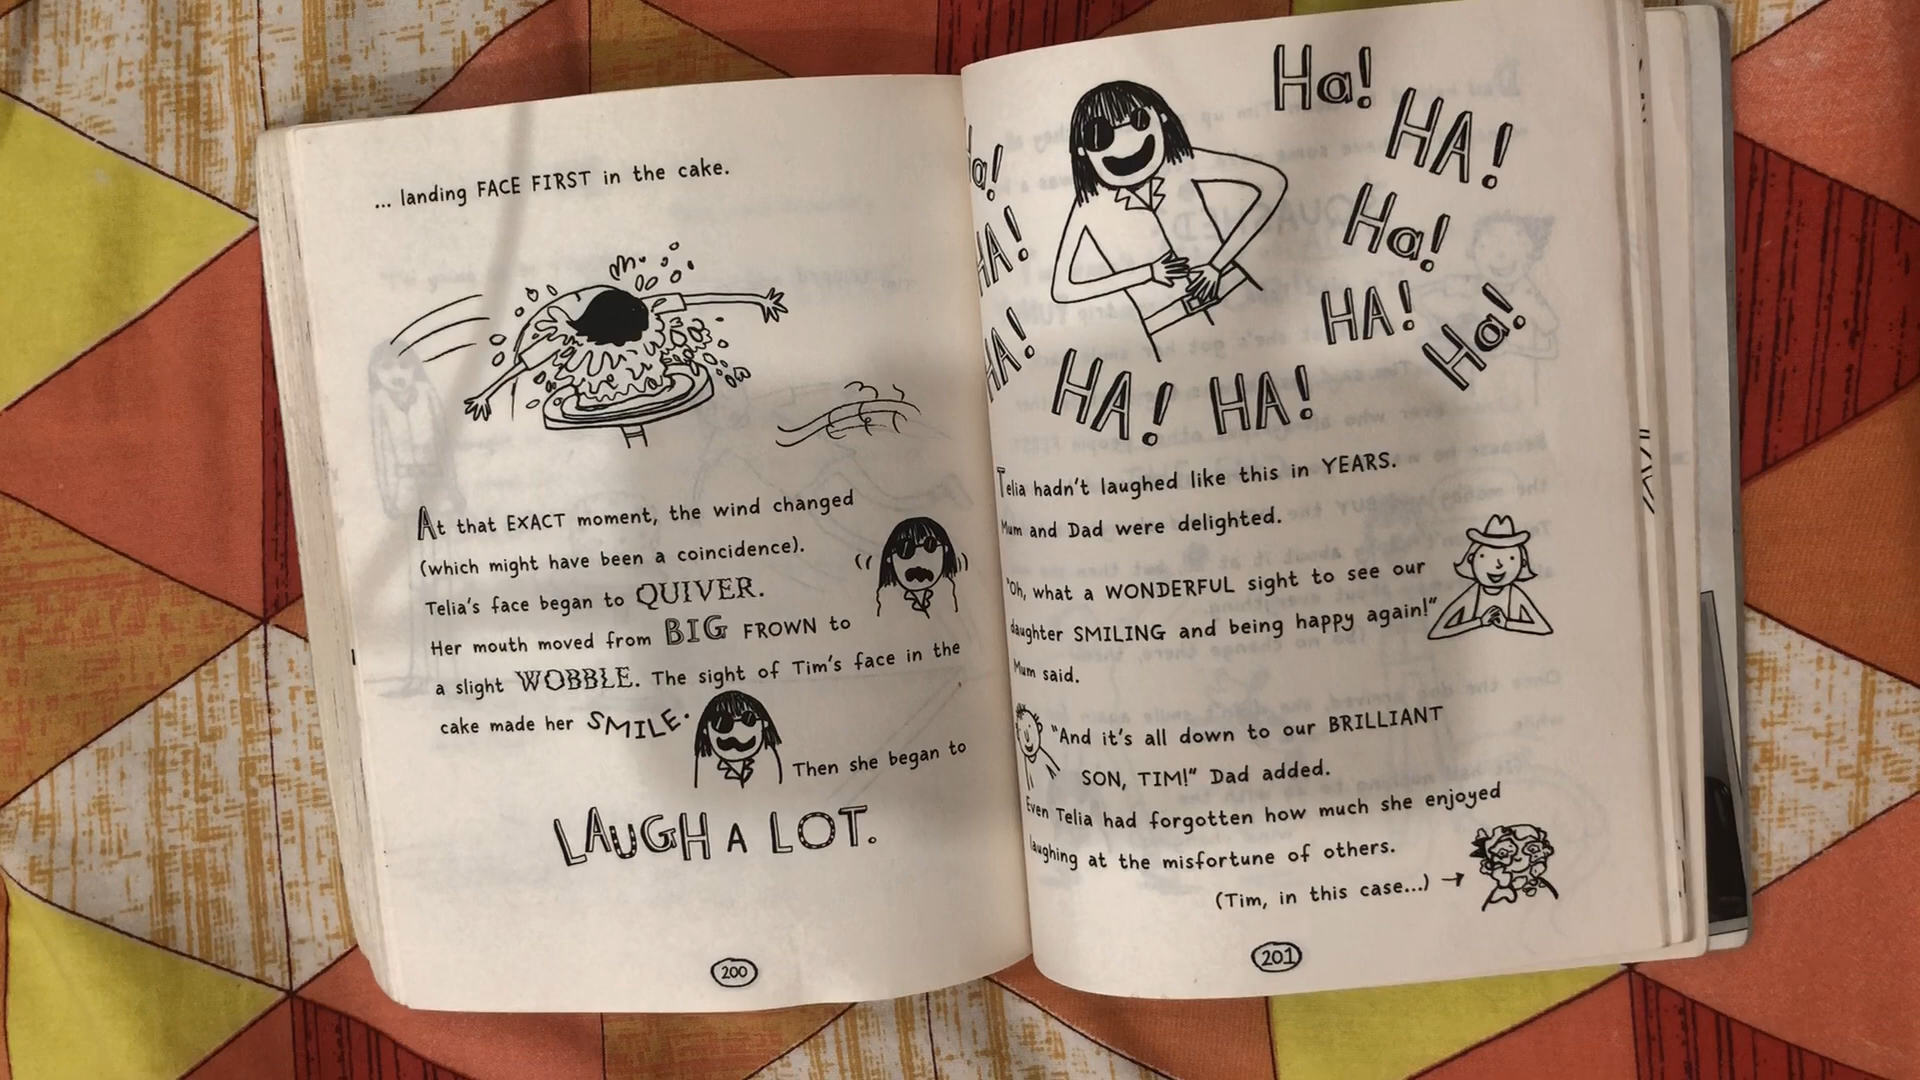 ... landing FACE FIRST in the cake.
At that EXACT moment, the wind changed
(which might have been a coincidence).
Telia's face began to QUIVER.
Her mouth moved from BIG FROWN to
a slight WOBBLE. The sight of Tim's face in the
cake made her SMILE.
Then she began to
LAUGH A LOT.
200
Ha!
HA!
Ha!
HA!
Ha!
Ha!
HA!
HA!
HA! HA!
Telia hadn't laughed like this in YEARS.
Mum and Dad were delighted.
"Oh, what a WONDERFUL sight to see our
daughter SMILING and being happy again!"
Mum said.
"And it's all down to our BRILLIANT
SON, TIM!" Dad added.
Even Telia had forgotten how much she enjoyed
laughing at the misfortune of others.
(Tim, in this case...) →
201